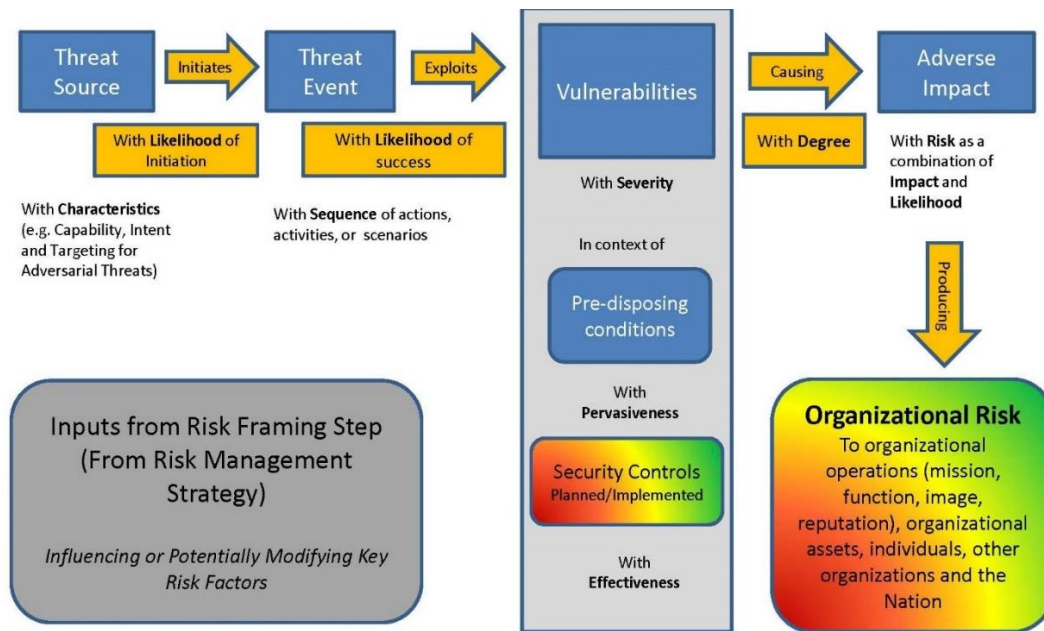 Threat
Source
Initiates
Threat
Event
Exploits
Vulnerabilities
Causing
Adverse
Impact
With Likelihood of
Initiation
With Likelihood of
success
With Degree
With Risk as a
combination of
Impact and
Likelihood
With Characteristics
(e.g. Capability, Intent
and Targeting for
Adversarial Threats)
With Sequence of actions,
activities, or scenarios
With Severity
In context of
Pre-disposing
conditions
With
Pervasiveness
Security Controls
Planned/Implemented
With
Effectiveness
Producing
Inputs from Risk Framing Step
(From Risk Management
Strategy)
Influencing or Potentially Modifying Key
Risk Factors
Organizational Risk
To organizational
operations (mission,
function, image,
reputation), organizational
assets, individuals, other
organizations and the
Nation